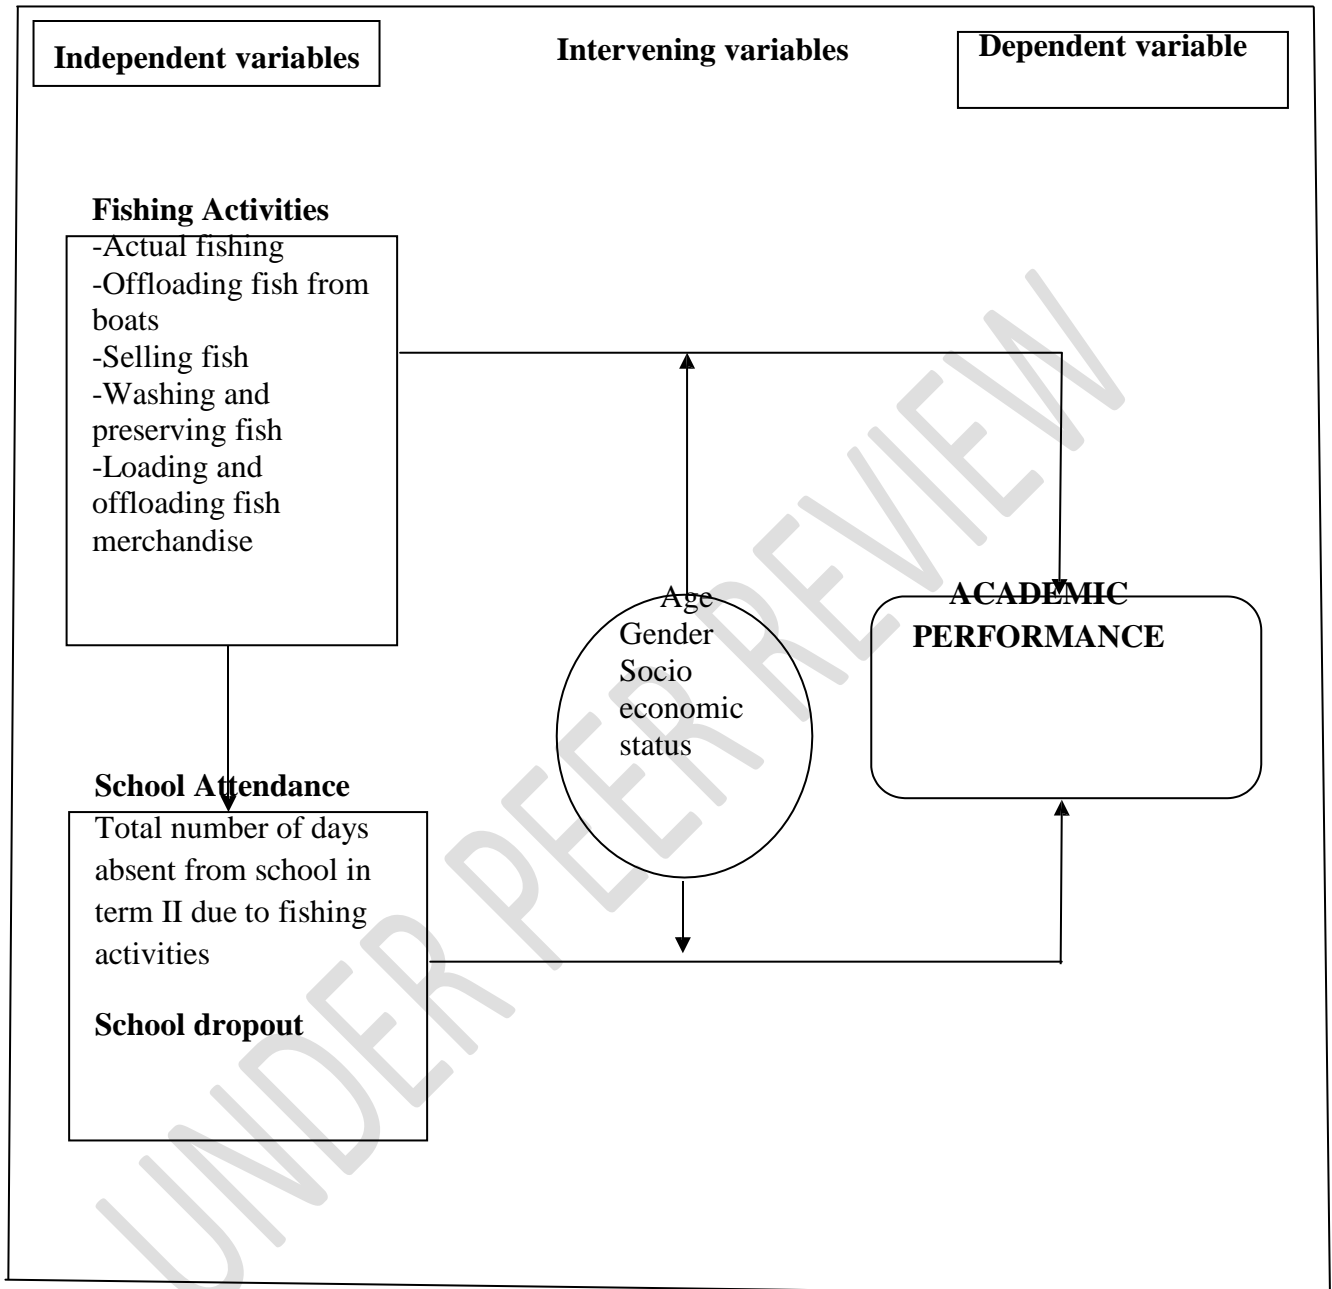 Independent variables
Intervening variables
Dependent variable
Fishing Activities
-Actual fishing
-Offloading fish from
boats
-Selling fish
-Washing and
preserving fish
-Loading and
offloading fish
merchandise
Age
Gender
Socio
economic
status
ACADEMIC
PERFORMANCE
School Attendance
Total number of days
absent from school in
term II due to fishing
activities
School dropout
UNDER PEER REVIEW